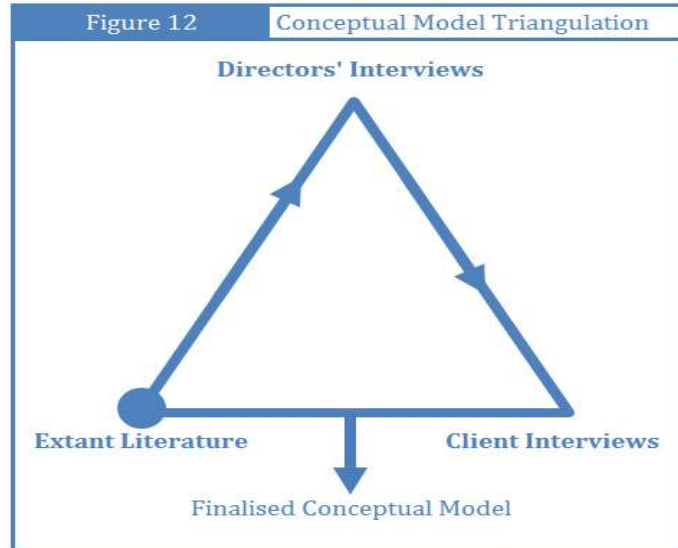 Figure 12 Conceptual Model Triangulation
Directors' Interviews
Extant Literature Client Interviews
Finalised Conceptual Model